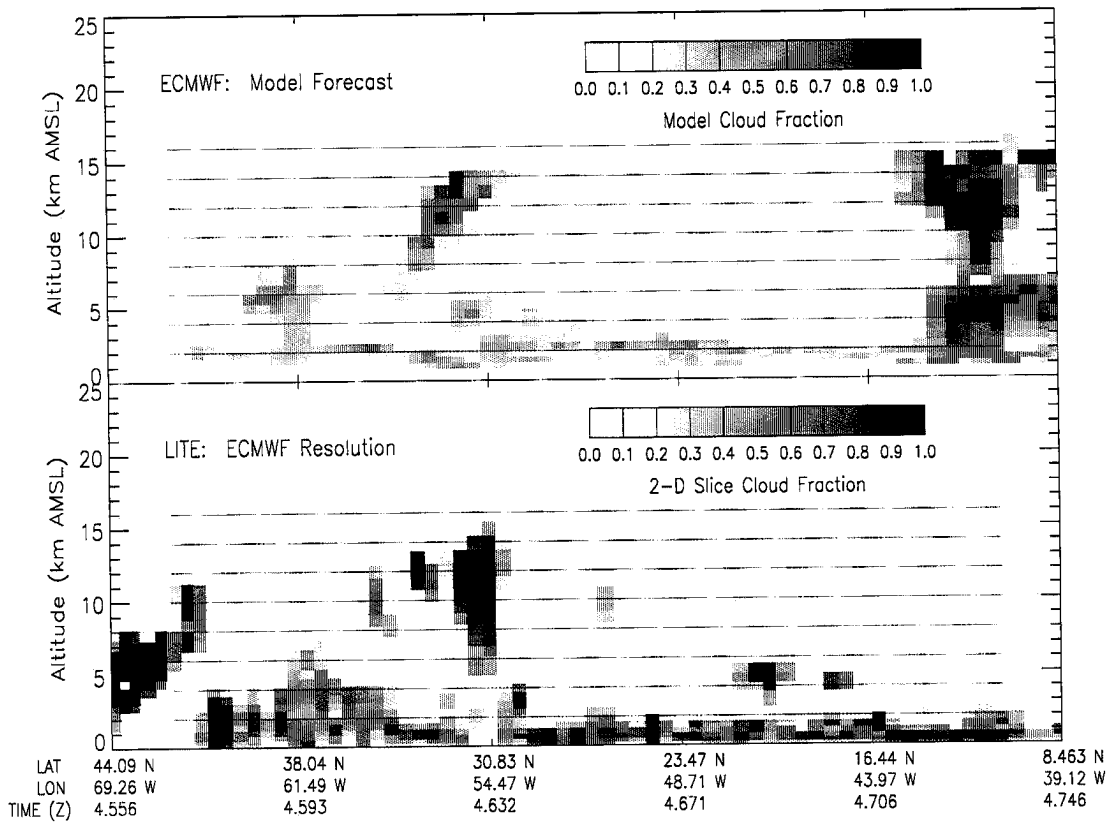 25
20
15
10
5
0
Altitude (km AMSL)
ECMWF: Model Forecast
0.0 0.1 0.2 0.3 0.4 0.5 0.6 0.7 0.8 0.9 1.0
Model Cloud Fraction
25
20
15
10
5
0
Altitude (km AMSL)
LITE: ECMWF Resolution
0.0 0.1 0.2 0.3 0.4 0.5 0.6 0.7 0.8 0.9 1.0
2-D Slice Cloud Fraction
LAT 44.09 N 38.04 N 30.83 N 23.47 N 16.44 N 8.463 N
LON 69.26 W 61.49 W 54.47 W 48.71 W 43.97 W 39.12 W
TIME (Z) 4.556 4.593 4.632 4.671 4.706 4.746